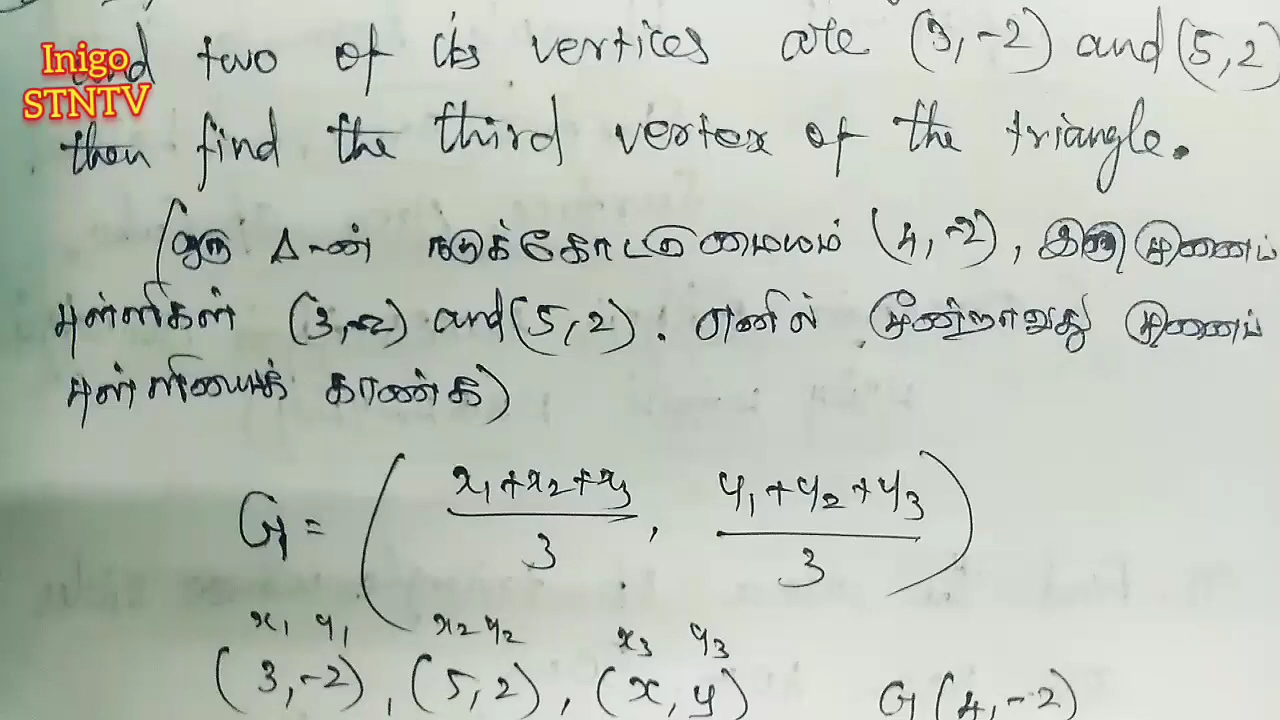 Inigo
STNTV
and two of its vertices are (3,-2) and (5,2)
then find the third vertex of the triangle.
(ஒரு Δ-ன் நடுக்கோட்டுமையம் (4,-2), இரு முனைப்
புள்ளிகள் (3,-2) and (5,2). எனில் மூன்றாவது முனைப்
புள்ளியைக் காண்க)
G = ( x₁+x₂+x₃ / 3 , y₁+y₂+y₃ / 3 )
x₁ y₁ x₂ y₂ x₃ y₃
(3,-2), (5,2), (x,y) G(4,-2)